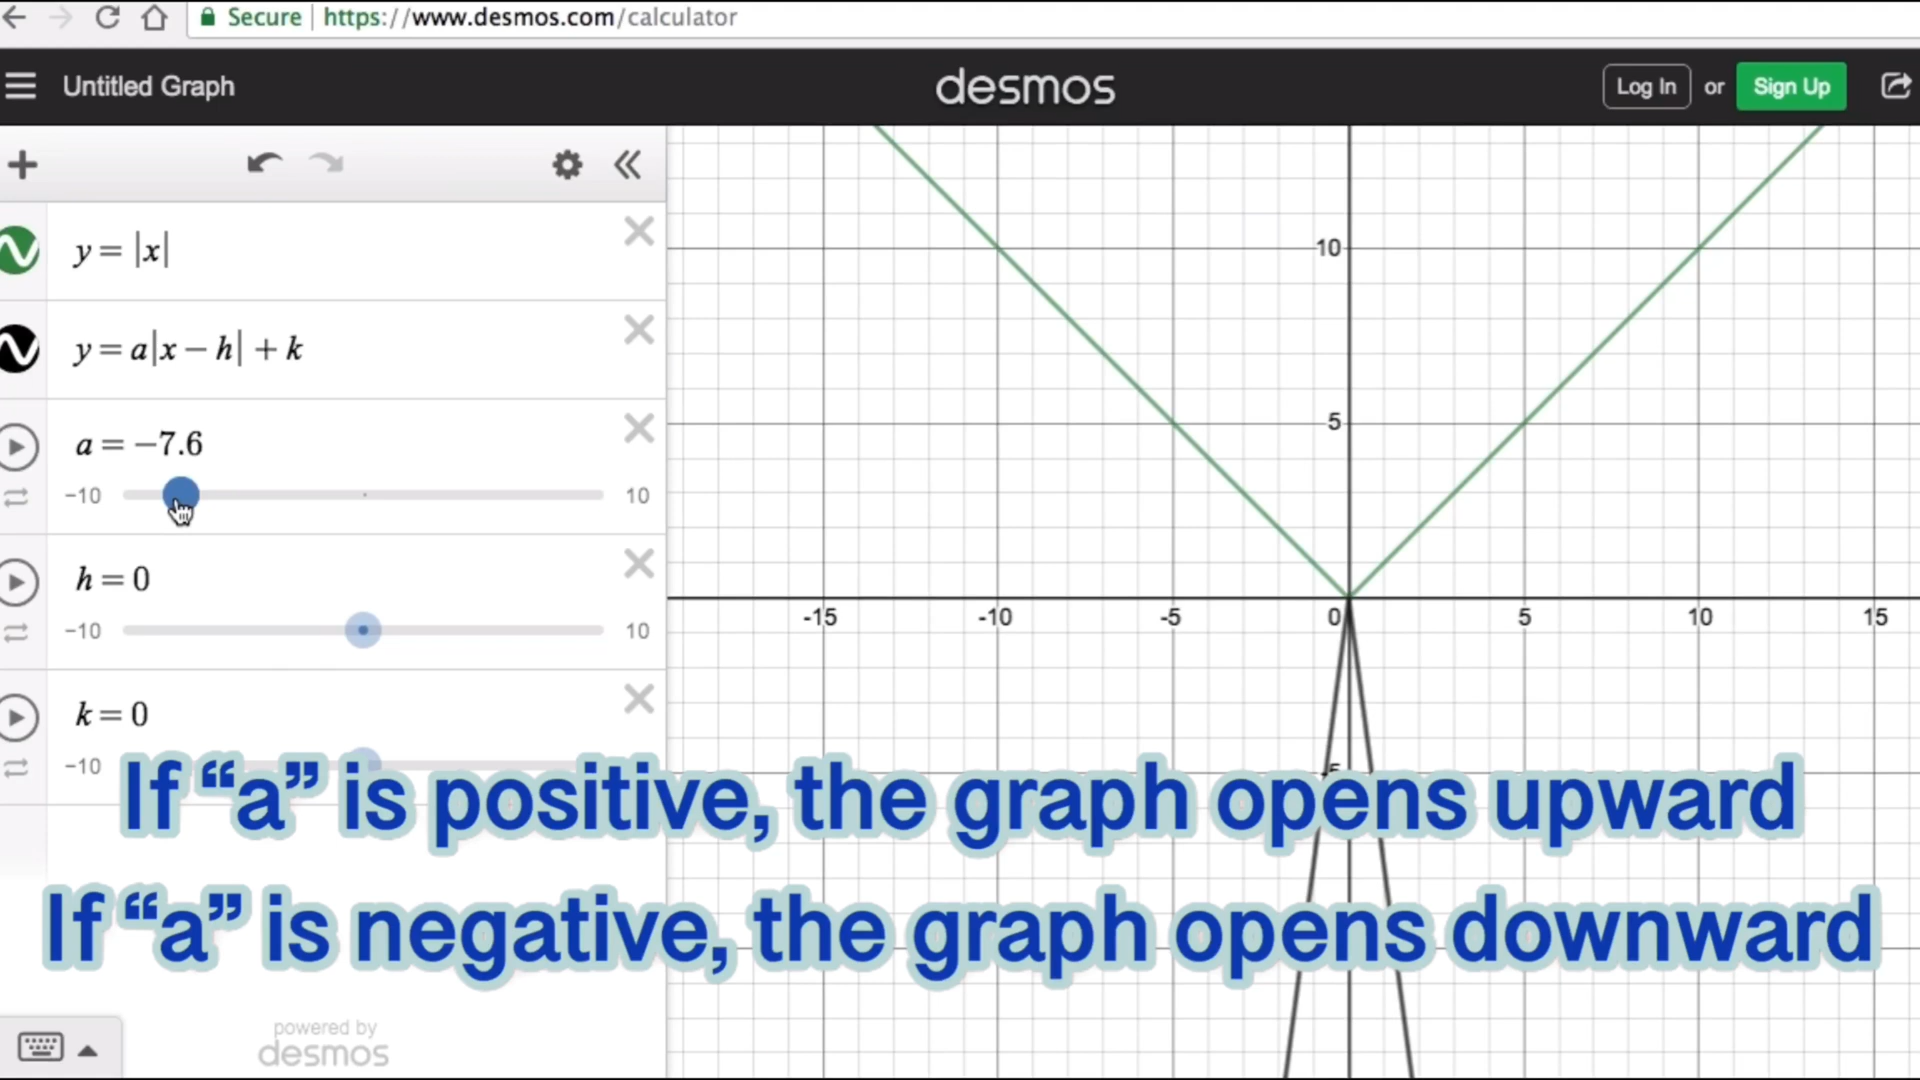 Secure | https://www.desmos.com/calculator
Untitled Graph
desmos
Log In or Sign Up
y = |x|
y = a|x − h| + k
a = −7.6
−10 10
h = 0
−10 10
k = 0
−10
10
5
-15 -10 -5 0 5 10 15
-5
If “a” is positive, the graph opens upward
If “a” is negative, the graph opens downward
powered by
desmos